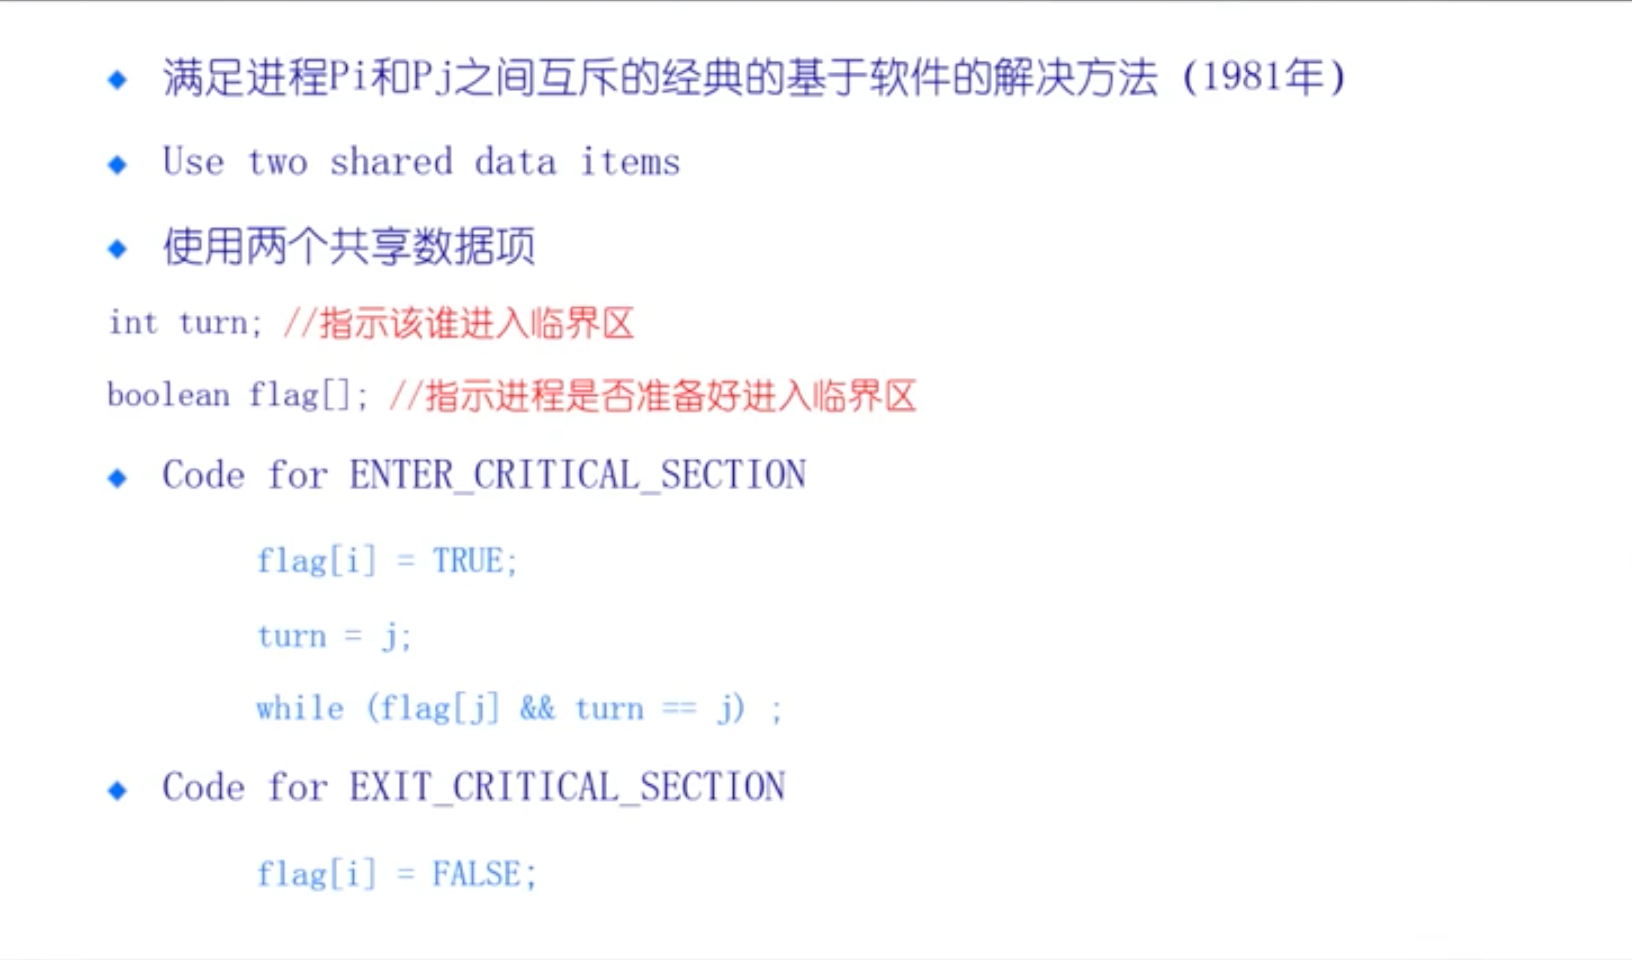 满足进程Pi和Pj之间互斥的经典的基于软件的解决方法（1981年）
Use two shared data items
使用两个共享数据项
int turn; //指示该谁进入临界区
boolean flag[]; //指示进程是否准备好进入临界区
Code for ENTER_CRITICAL_SECTION
flag[i] = TRUE;
turn = j;
while (flag[j] && turn == j) ;
Code for EXIT_CRITICAL_SECTION
flag[i] = FALSE;